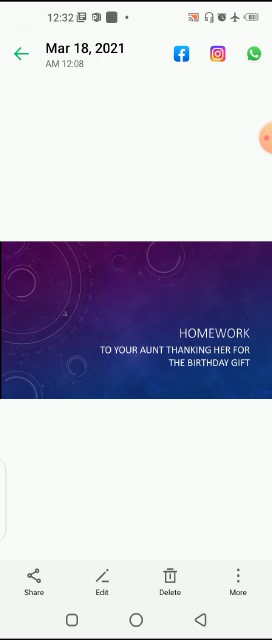 12:32
Mar 18, 2021
AM 12:08
HOMEWORK
TO YOUR AUNT THANKING HER FOR
THE BIRTHDAY GIFT
Share Edit Delete More